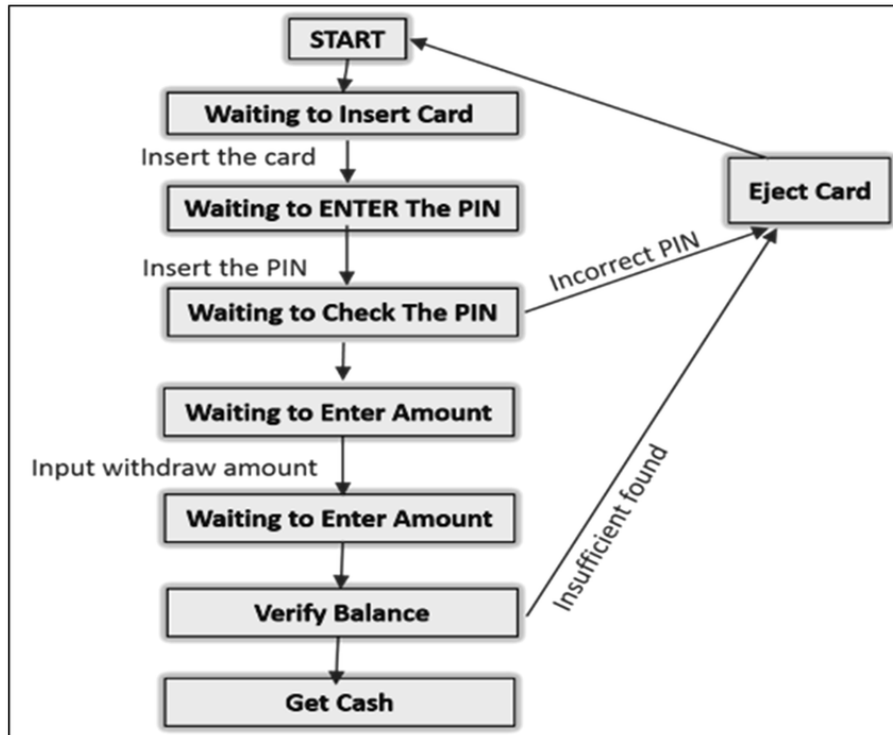 START
Waiting to Insert Card
Insert the card
Eject Card
Waiting to ENTER The PIN
Insert the PIN
Incorrect PIN
Waiting to Check The PIN
Waiting to Enter Amount
Input withdraw amount
Waiting to Enter Amount
Insufficient found
Verify Balance
Get Cash